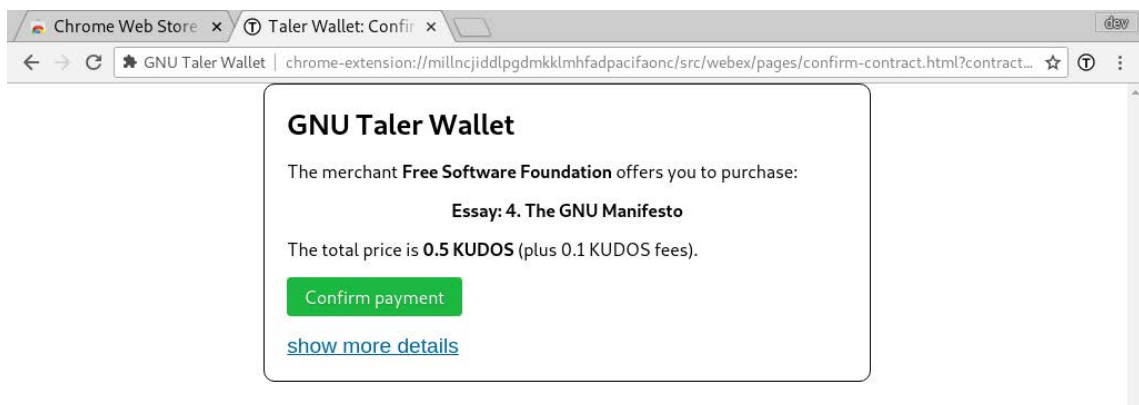 Chrome Web Store
Taler Wallet: Confir
dev
GNU Taler Wallet
chrome-extension://millncjiddlpgdmkklmhfadpacifaonc/src/webex/pages/confirm-contract.html?contract…
GNU Taler Wallet
The merchant Free Software Foundation offers you to purchase:
Essay: 4. The GNU Manifesto
The total price is 0.5 KUDOS (plus 0.1 KUDOS fees).
Confirm payment
show more details